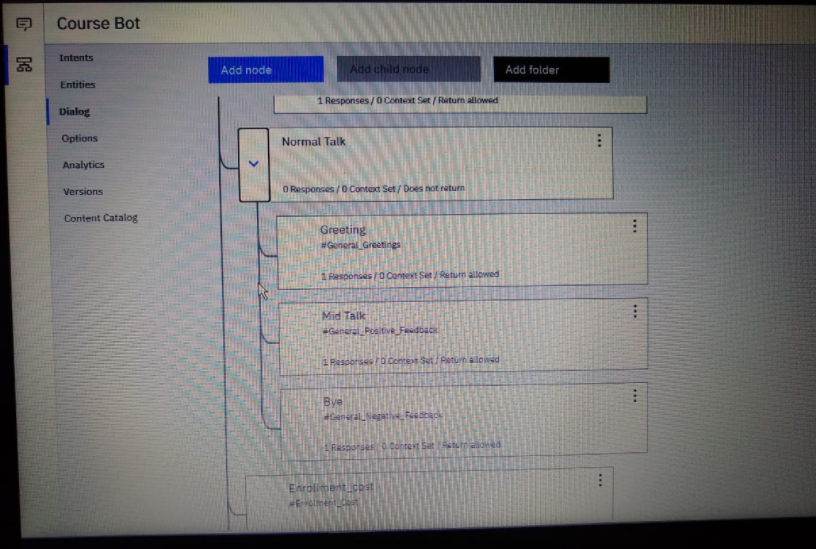 Course Bot
Intents
Entities
Dialog
Options
Analytics
Versions
Content Catalog
Add node
Add child node
Add folder
1 Responses / 0 Context Set / Return allowed
Normal Talk
0 Responses / 0 Context Set / Does not return
Greeting
#General_Greetings
1 Responses / 0 Context Set / Return allowed
Mid Talk
#General_Positive_Feedback
1 Responses / 0 Context Set / Return allowed
Bye
#General_Negative_Feedback
1 Responses / 0 Context Set / Return allowed
Enrollment_cost
#Enrolment_Cost